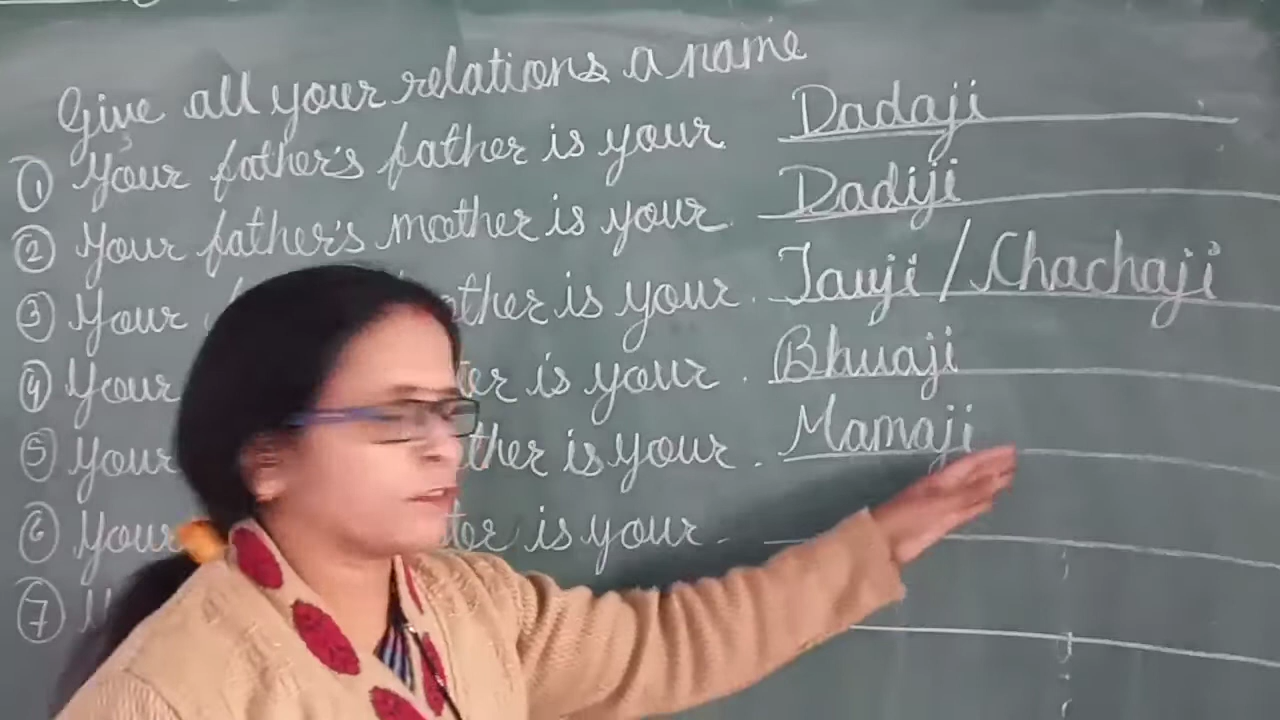 Give all your relations a name
① Your father's father is your Dadaji
② Your father's mother is your. Dadiji
③ Your is your. Tauji / Chachaji
④ Your is your. Bhuaji
⑤ Your is your. Mamaji
⑥ Your is your.
⑦